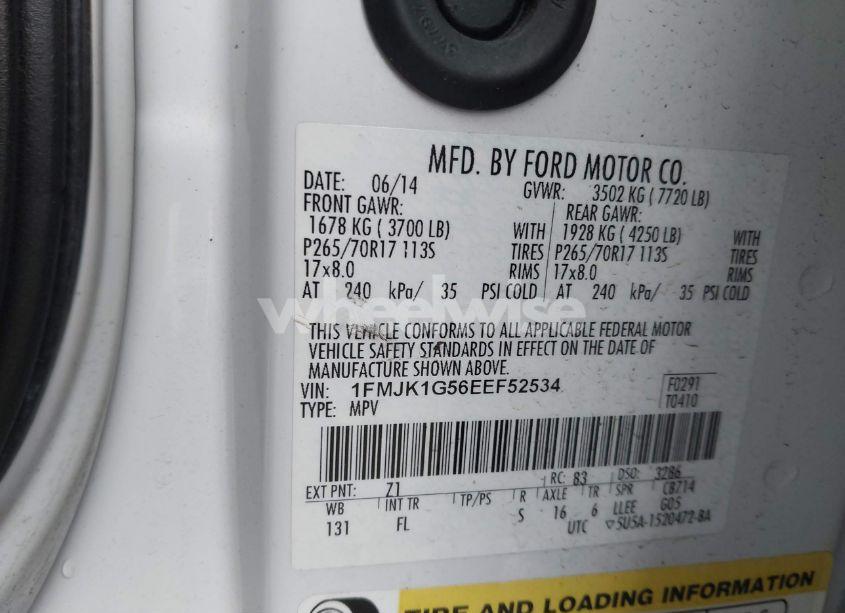 MFD. BY FORD MOTOR CO.
DATE: 06/14 GVWR: 3502 KG ( 7720 LB)
FRONT GAWR: REAR GAWR:
1678 KG ( 3700 LB) WITH 1928 KG ( 4250 LB) WITH
P265/70R17 113S TIRES P265/70R17 113S TIRES
17x8.0 RIMS 17x8.0 RIMS
AT 240 kPa/ 35 PSI COLD AT 240 kPa/ 35 PSI COLD
wheelwise
THIS VEHICLE CONFORMS TO ALL APPLICABLE FEDERAL MOTOR
VEHICLE SAFETY STANDARDS IN EFFECT ON THE DATE OF
MANUFACTURE SHOWN ABOVE.
VIN: 1FMJK1G56EEF52534 F0291
TYPE: MPV T0410
EXT PNT: Z1 RC: 83 DSO: 3286
WB INT TR TP/PS R AXLE TR SPR CB714
131 FL S 16 6 LLEE G05
UTC ▽5U5A-1520472-BA
TIRE AND LOADING INFORMATION